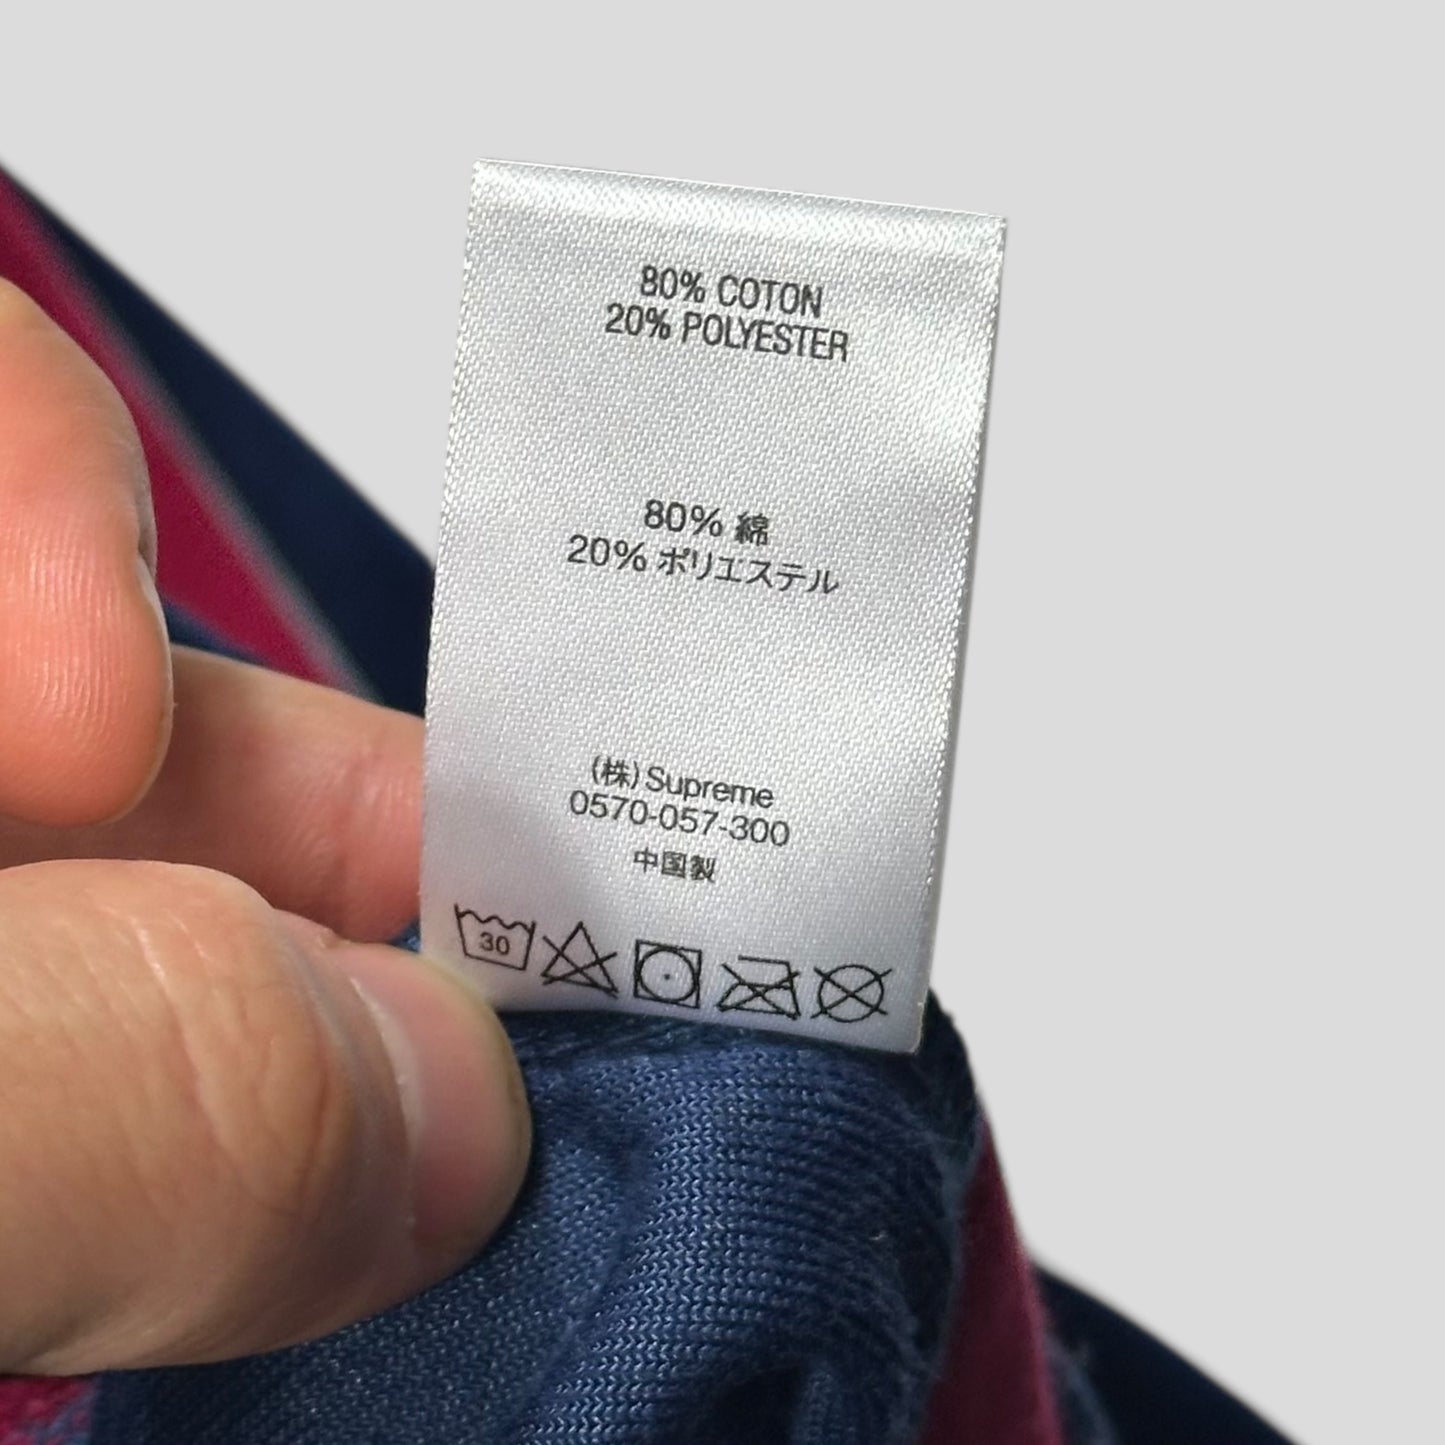 80% COTON
20% POLYESTER
80% 綿
20% ポリエステル
(株)Supreme
0570-057-300
中国製
30